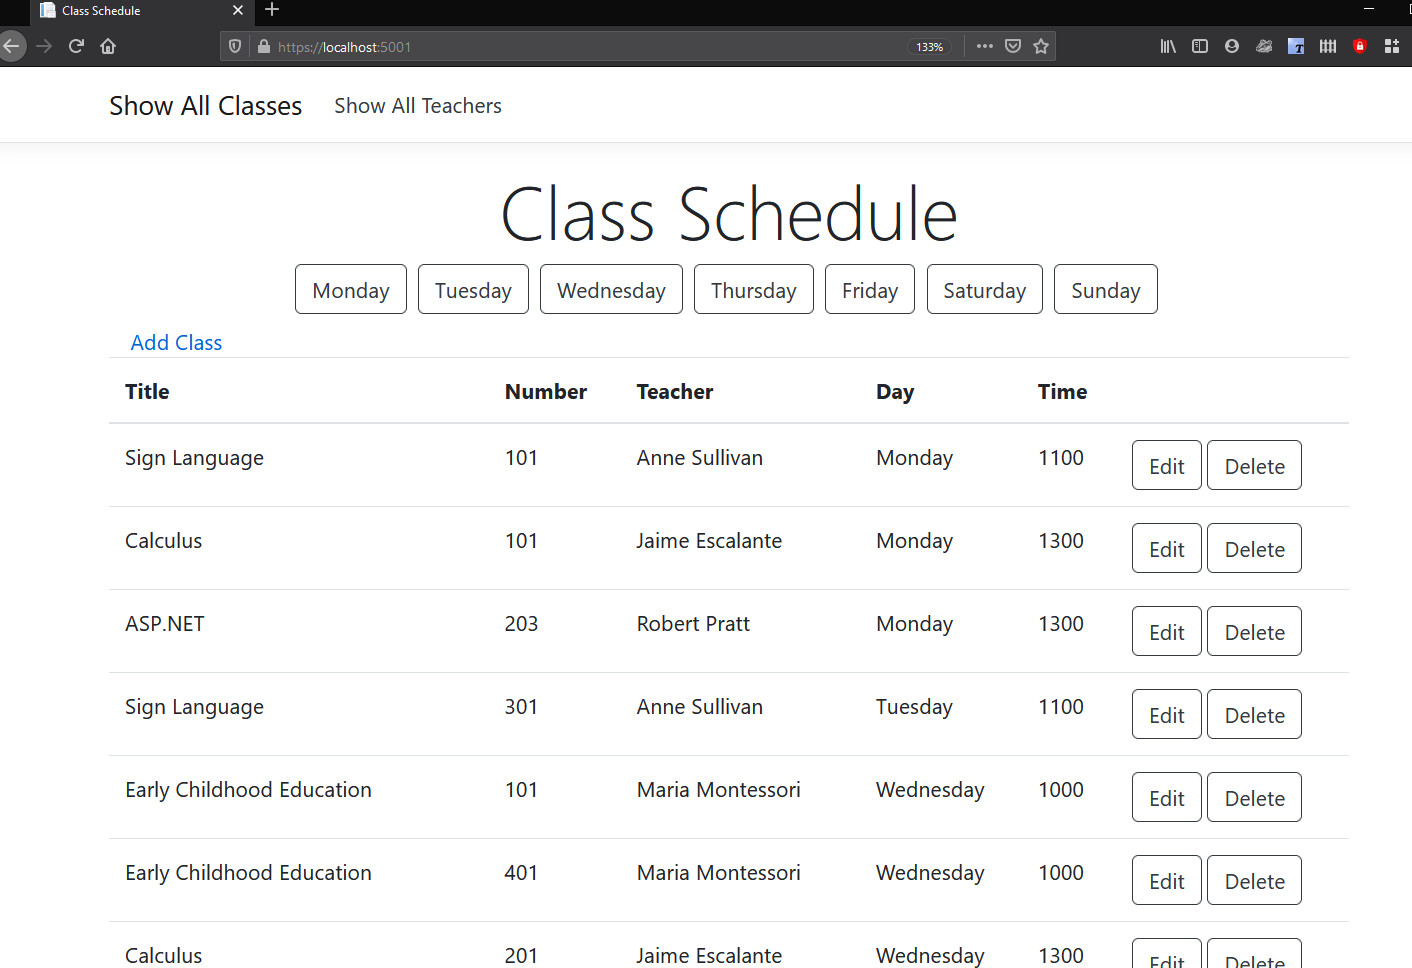 Class Schedule
https://localhost:5001
133%
Show All Classes Show All Teachers
Class Schedule
Monday Tuesday Wednesday Thursday Friday Saturday Sunday
Add Class
Title Number Teacher Day Time
Sign Language 101 Anne Sullivan Monday 1100 Edit Delete
Calculus 101 Jaime Escalante Monday 1300 Edit Delete
ASP.NET 203 Robert Pratt Monday 1300 Edit Delete
Sign Language 301 Anne Sullivan Tuesday 1100 Edit Delete
Early Childhood Education 101 Maria Montessori Wednesday 1000 Edit Delete
Early Childhood Education 401 Maria Montessori Wednesday 1000 Edit Delete
Calculus 201 Jaime Escalante Wednesday 1300 Edit Delete